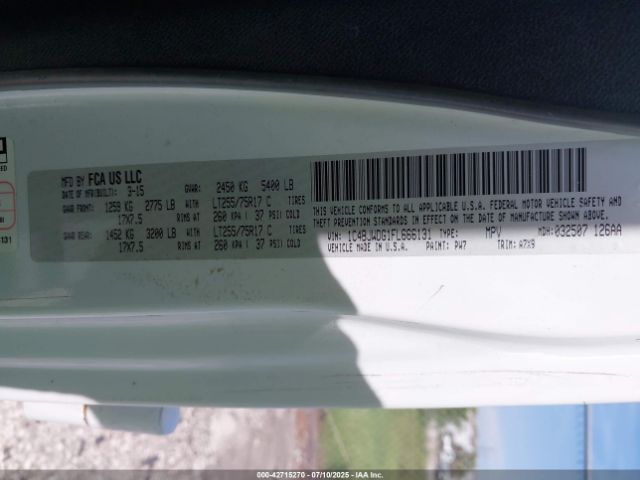 MFD BY FCA US LLC
DATE OF MFR(BUILT): 3-15 GVWR: 2450 KG 5400 LB
GAWR FRONT: 1259 KG 2775 LB WITH LT255/75R17 C TIRES
17X7.5 RIMS AT 260 KPA( 37 PSI) COLD
GAWR REAR: 1452 KG 3200 LB WITH LT255/75R17 C TIRES
17X7.5 RIMS AT 260 KPA( 37 PSI) COLD
THIS VEHICLE CONFORMS TO ALL APPLICABLE U.S.A. FEDERAL MOTOR VEHICLE SAFETY,
BUMPER AND THEFT PREVENTION STANDARDS IN EFFECT ON THE DATE OF MANUFACTURE SHOWN ABOVE.
VIN: 1C4BJWDG1FL666131 TYPE: MPV MDH: 032507 126AA
VEHICLE MADE IN U.S.A. PAINT: PW7 TRIM: A7X9
000-42715270 - 07/10/2025 - IAA Inc.